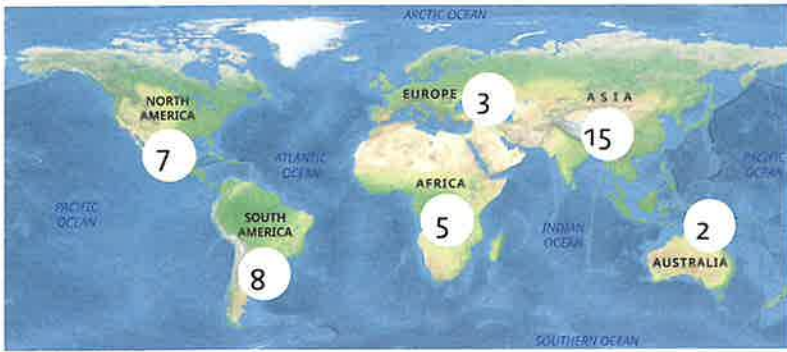 ARCTIC OCEAN
EUROPE
3
ASIA
NORTH
AMERICA
7
15
ATLANTIC
OCEAN
PACIFIC
OCEAN
AFRICA
PACIFIC
OCEAN
SOUTH
AMERICA
5
INDIAN
OCEAN
2
8
AUSTRALIA
SOUTHERN OCEAN